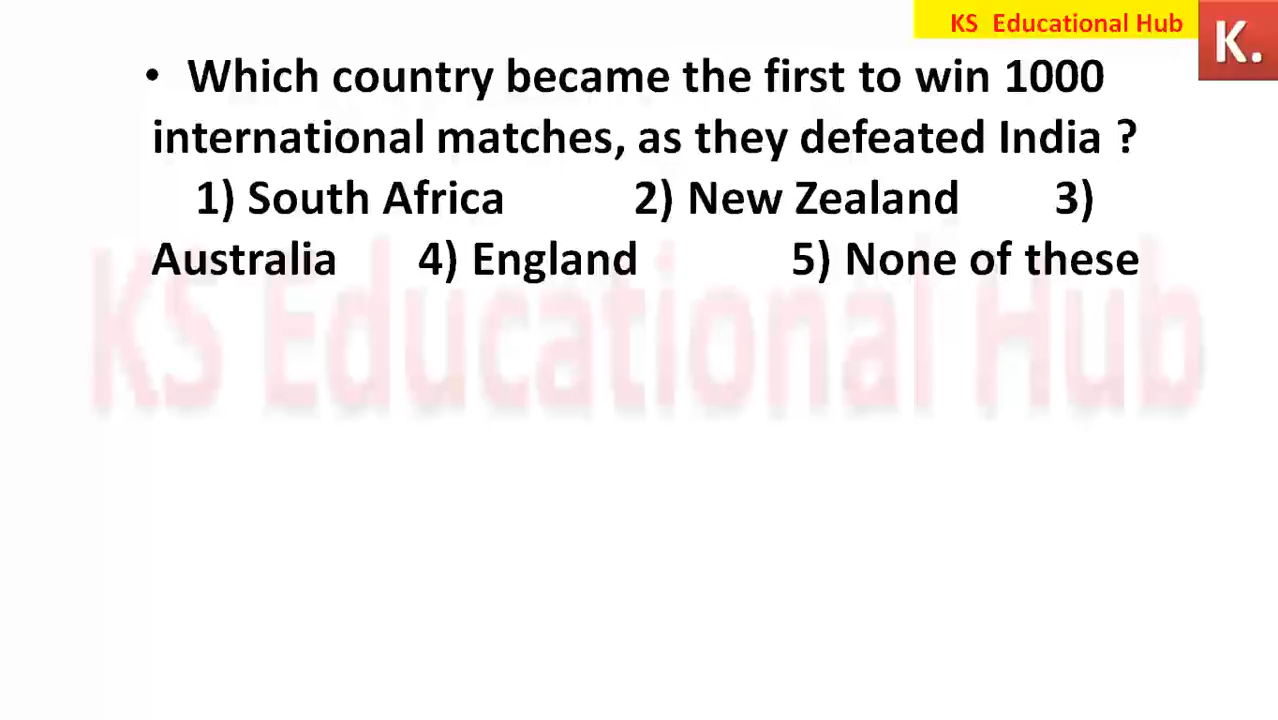 KS Educational Hub
K.
• Which country became the first to win 1000
international matches, as they defeated India ?
1) South Africa 2) New Zealand 3)
Australia 4) England 5) None of these
KS Educational Hub